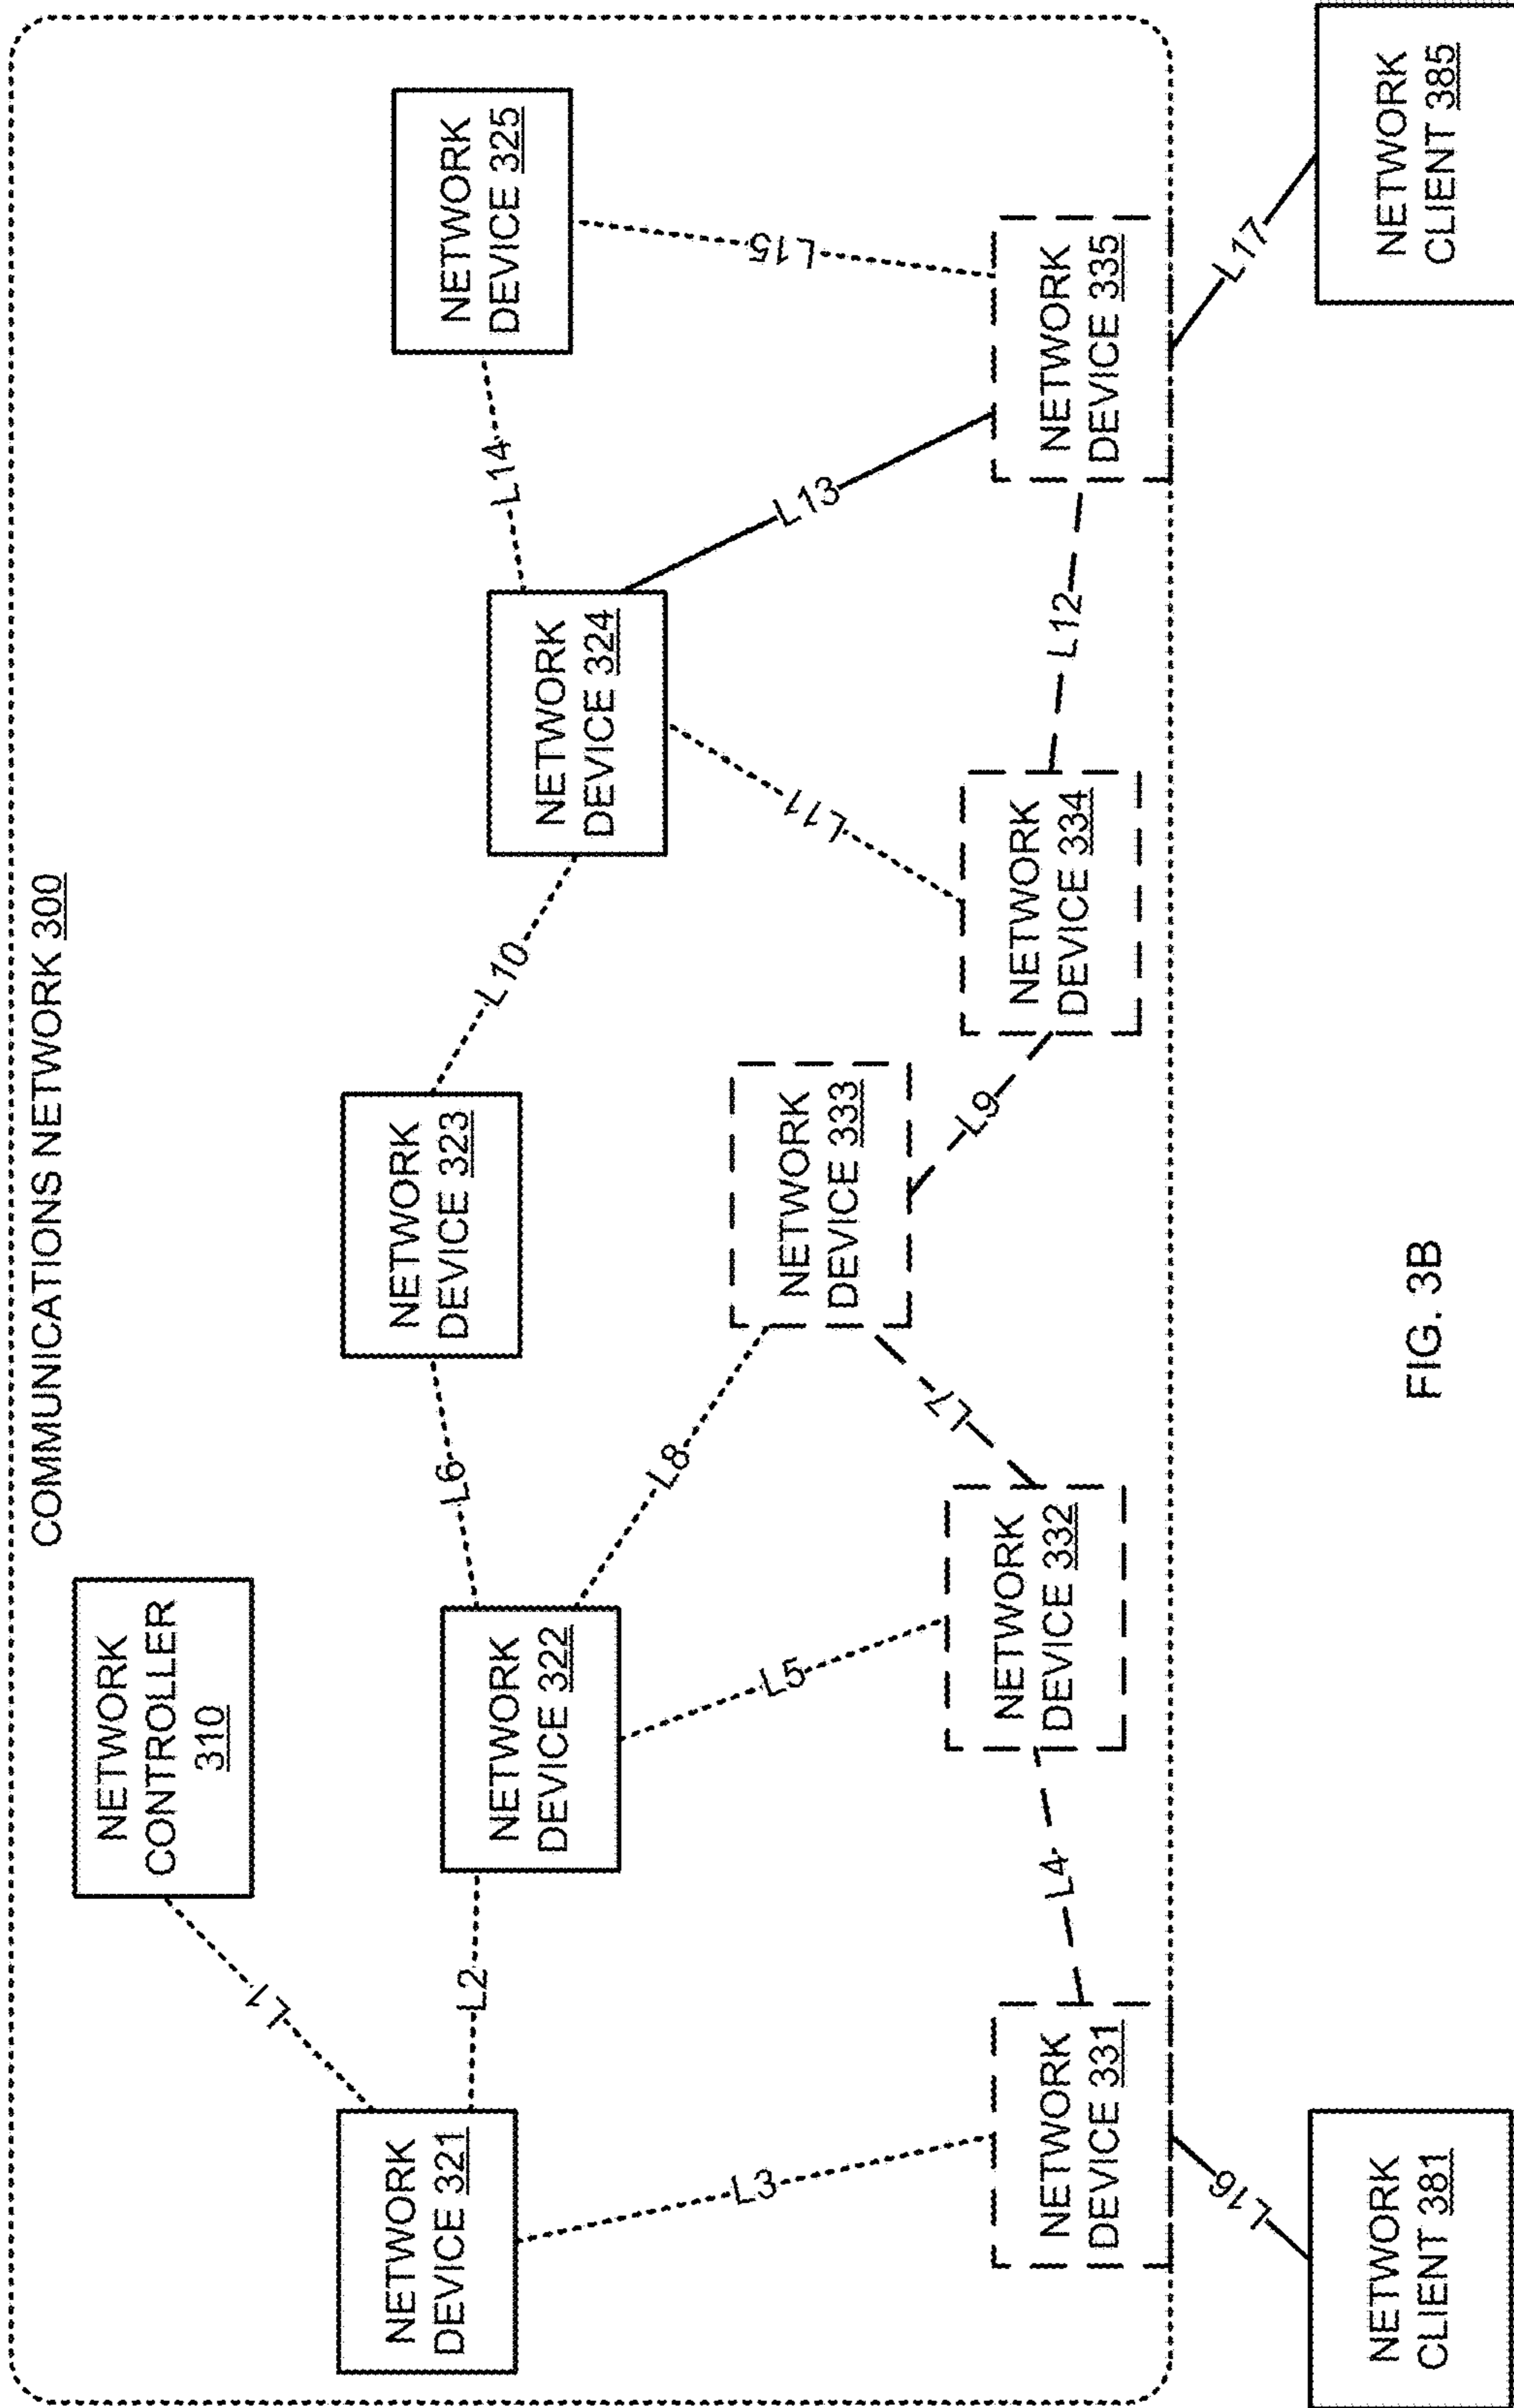 COMMUNICATIONS NETWORK 300
NETWORK
CONTROLLER
310
L1
NETWORK
DEVICE 321
L2
NETWORK
DEVICE 322
L6
NETWORK
DEVICE 323
L10
NETWORK
DEVICE 324
L14
NETWORK
DEVICE 325
L3
L5
L8
L11
L13
L15
NETWORK
DEVICE 331
L4
NETWORK
DEVICE 332
L7
NETWORK
DEVICE 333
L9
NETWORK
DEVICE 334
L12
NETWORK
DEVICE 335
L16
L17
NETWORK
CLIENT 381
NETWORK
CLIENT 385
FIG. 3B